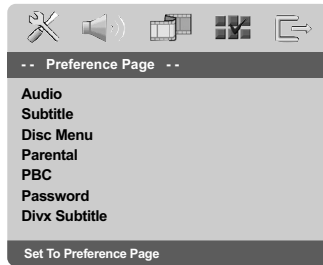 - -  Preference Page  - -
Audio
Subtitle
Disc Menu
Parental
PBC
Password
Divx Subtitle
Set To Preference Page